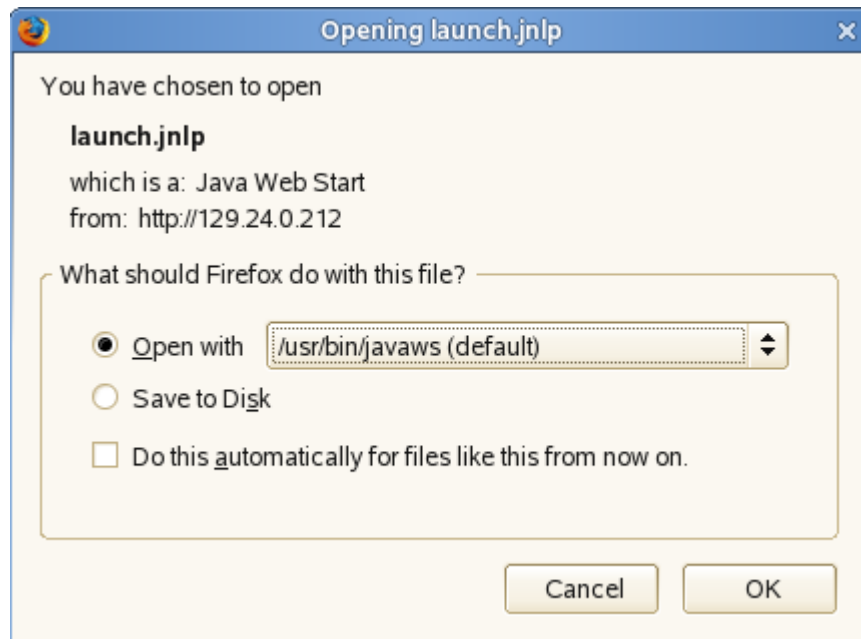 Opening launch.jnlp
You have chosen to open
launch.jnlp
which is a: Java Web Start
from: http://129.24.0.212
What should Firefox do with this file?
Open with /usr/bin/javaws (default)
Save to Disk
Do this automatically for files like this from now on.
Cancel OK